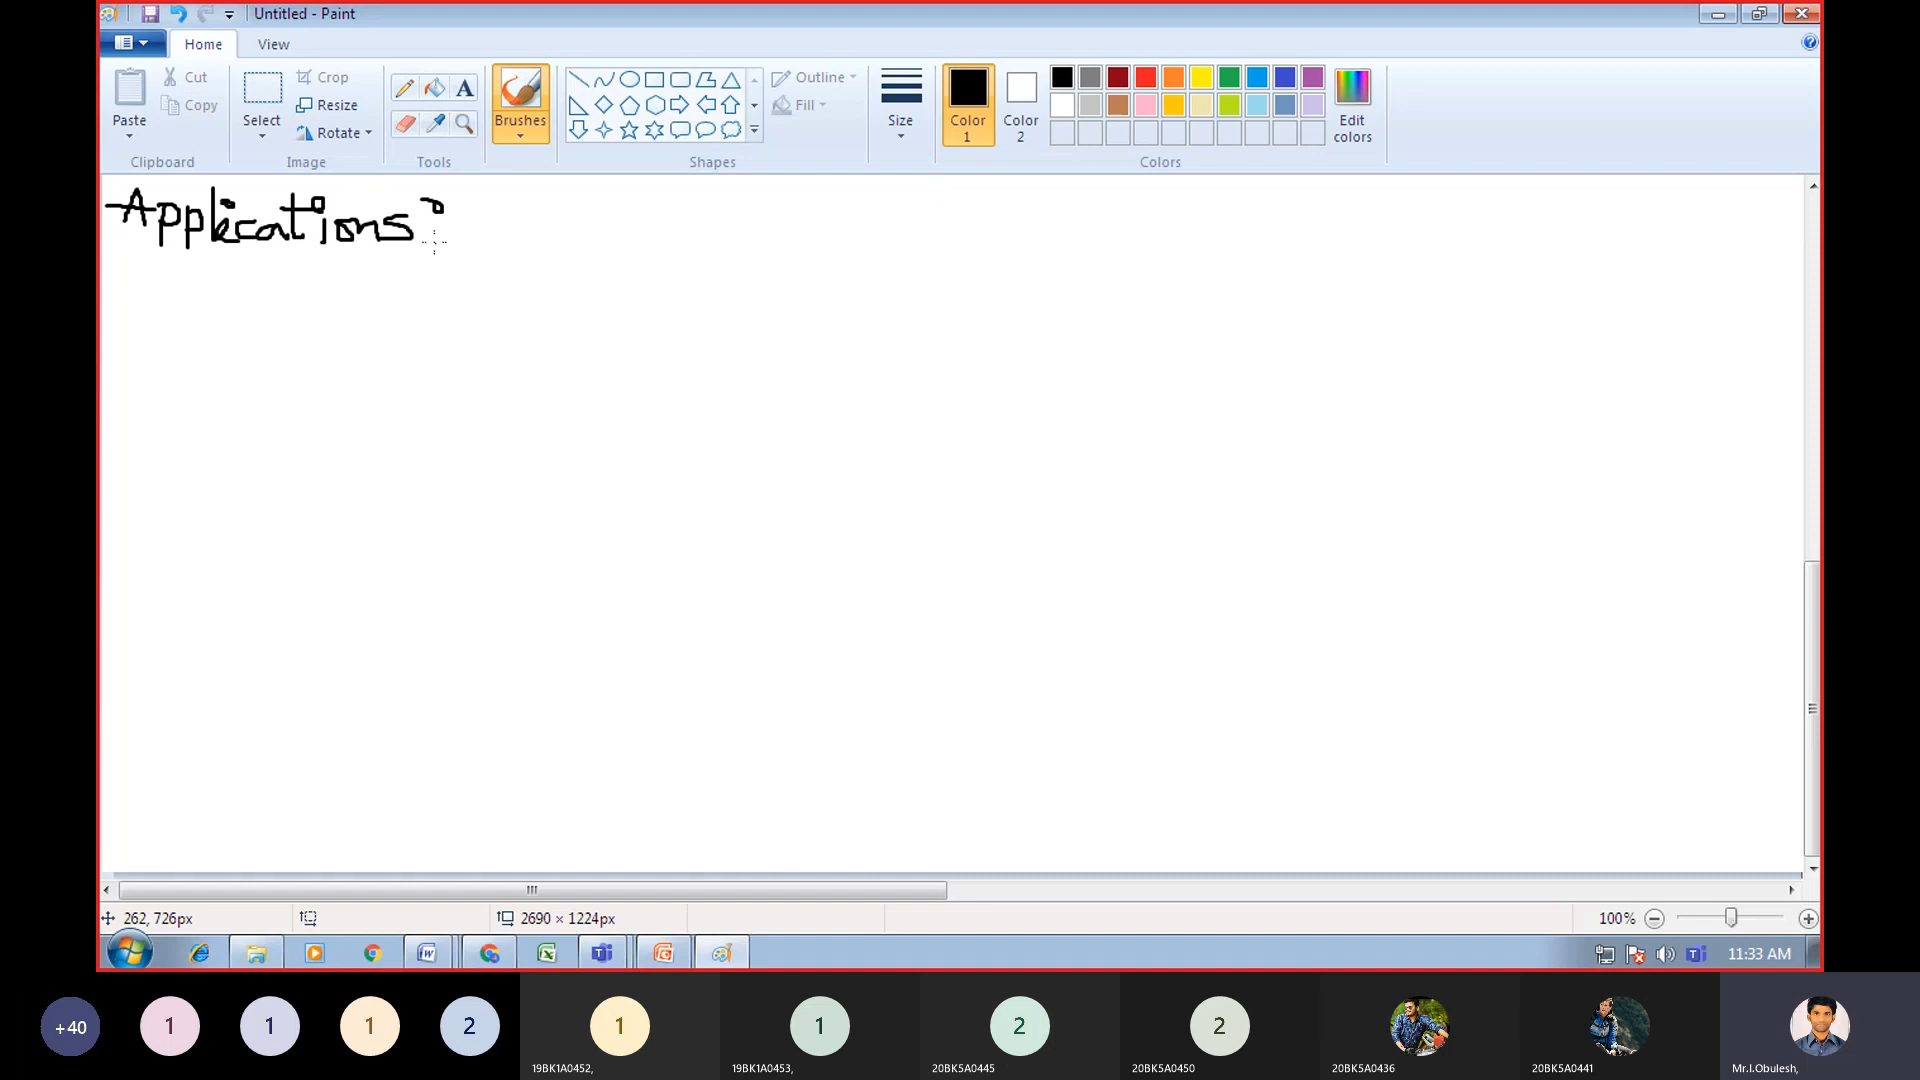 Untitled - Paint
Home View
Paste
Cut
Copy
Clipboard
Select
Crop
Resize
Rotate
Image
Tools
Brushes
Shapes
Outline
Fill
Size
Color 1
Color 2
Edit colors
Colors
Applications:
262, 726px
2690 × 1224px
100%
11:33 AM
+40 1 1 1 2 1 1 2 2
19BK1A0452, 19BK1A0453, 20BK5A0445 20BK5A0450 20BK5A0436 20BK5A0441 Mr.I.Obulesh,